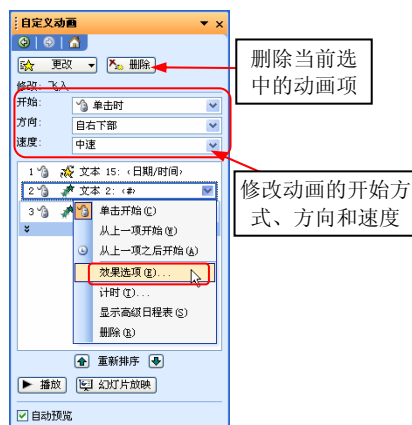 自定义动画
更改
删除
修改: 飞入
开始:
单击时
方向:
自右下部
速度:
中速
1 文本 15: <日期/时间>
2 文本 2: <#>
3
单击开始(C)
从上一项开始(W)
从上一项之后开始(A)
效果选项(E)...
计时(T)...
显示高级日程表(S)
删除(R)
重新排序
播放
幻灯片放映
自动预览
删除当前选
中的动画项
修改动画的开始方
式、方向和速度